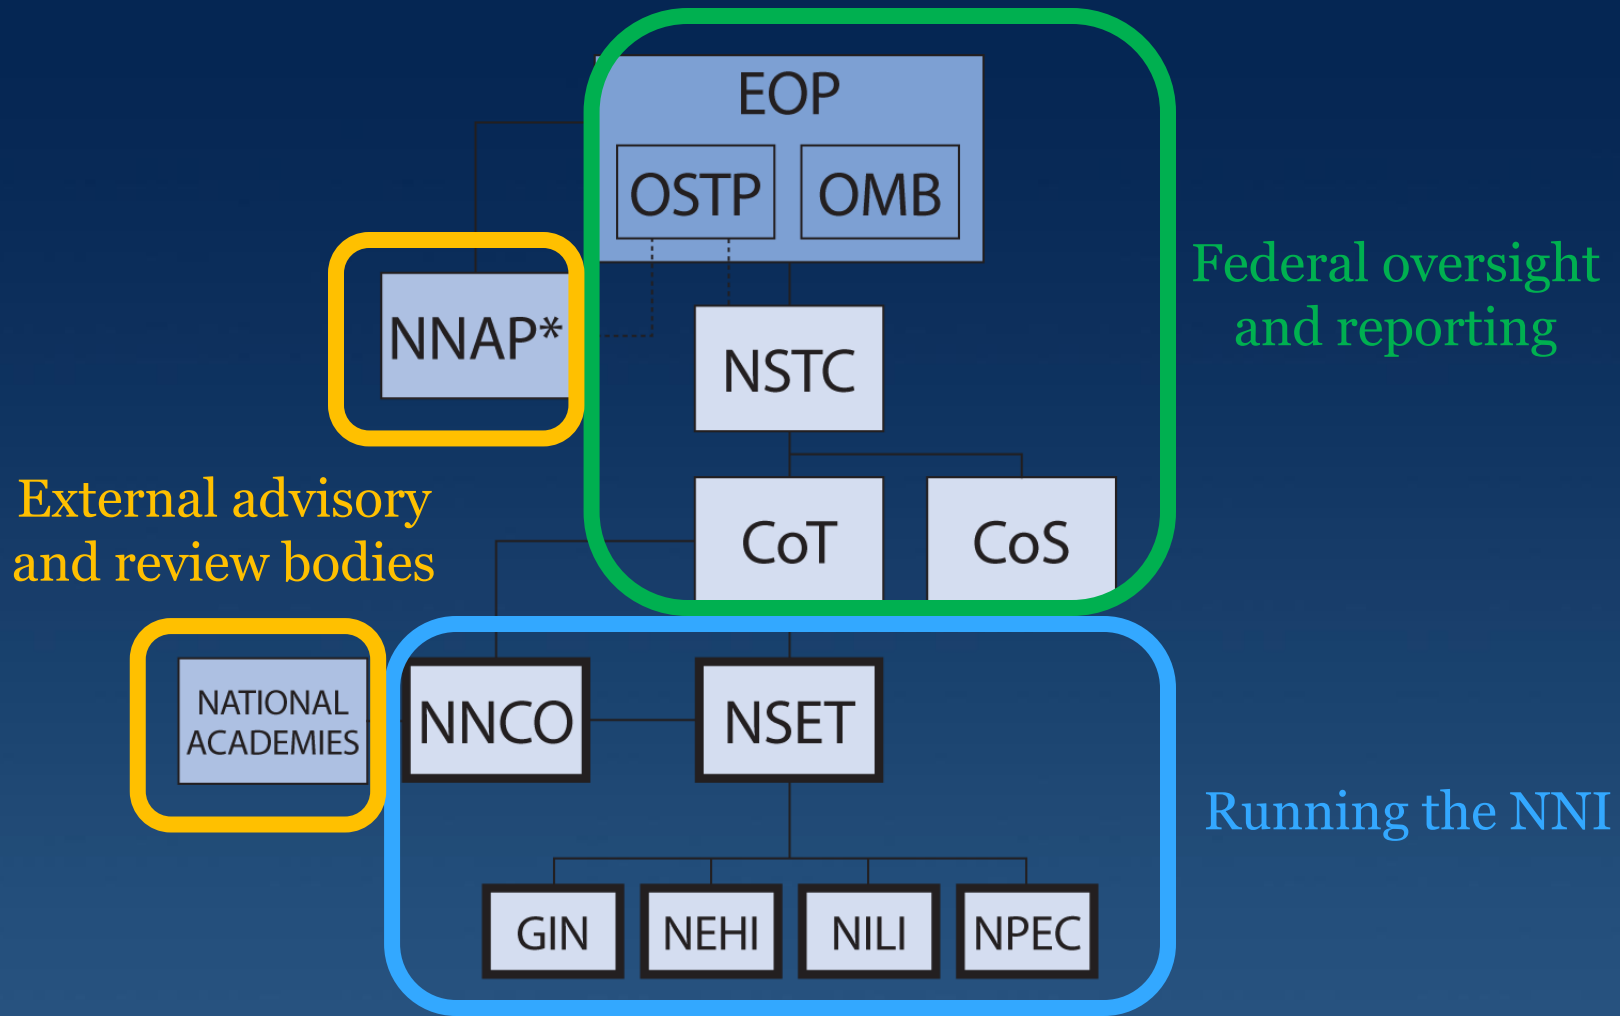 EOP
OSTP
OMB
Federal oversight
and reporting
NNAP*
NSTC
External advisory
and review bodies
CoT
CoS
NATIONAL
ACADEMIES
NNCO
NSET
Running the NNI
GIN
NEHI
NILI
NPEC